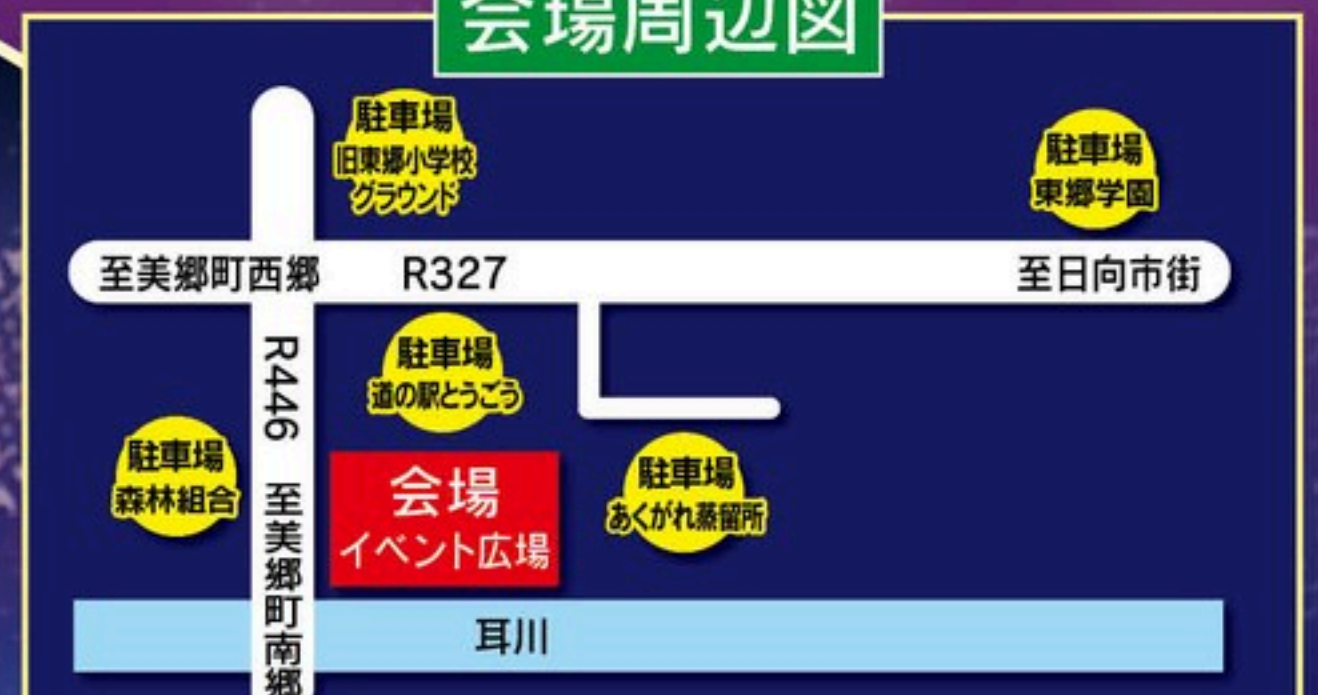 会場周辺図
駐車場
旧東郷小学校
グラウンド
駐車場
東郷学園
至美郷町西郷
R327
至日向市街
R446 至美郷町南郷
駐車場
道の駅とうごう
駐車場
森林組合
会場
イベント広場
駐車場
あくがれ蒸留所
耳川